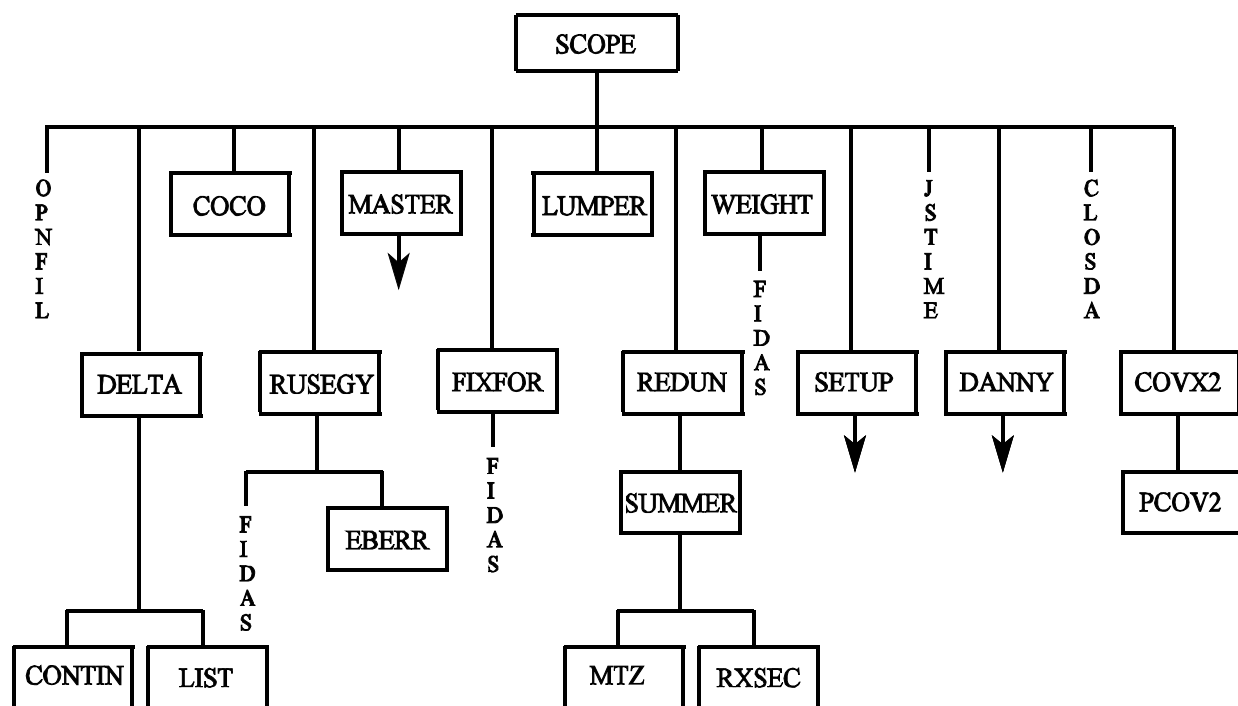 SCOPE
OPNFIL
COCO
MASTER
LUMPER
WEIGHT
JSTIME
CLOSDA
FIDAS
DELTA
RUSEGY
FIXFOR
REDUN
SETUP
DANNY
COVX2
FIDAS
EBERR
FIDAS
SUMMER
PCOV2
CONTIN
LIST
MTZ
RXSEC